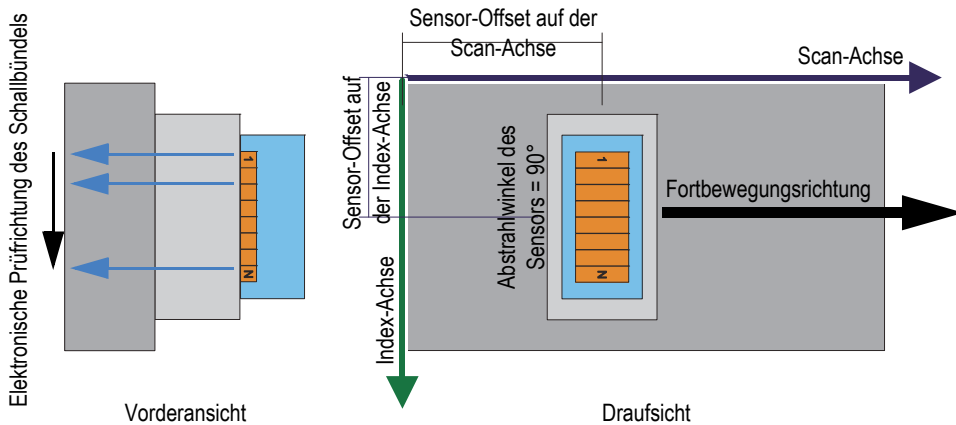 Elektronische Prüfrichtung des Schallbündels
1
N
Vorderansicht
Sensor-Offset auf der
Scan-Achse
Scan-Achse
Sensor-Offset auf
der Index-Achse
Abstrahlwinkel des
Sensors = 90°
1
N
Fortbewegungsrichtung
Index-Achse
Draufsicht